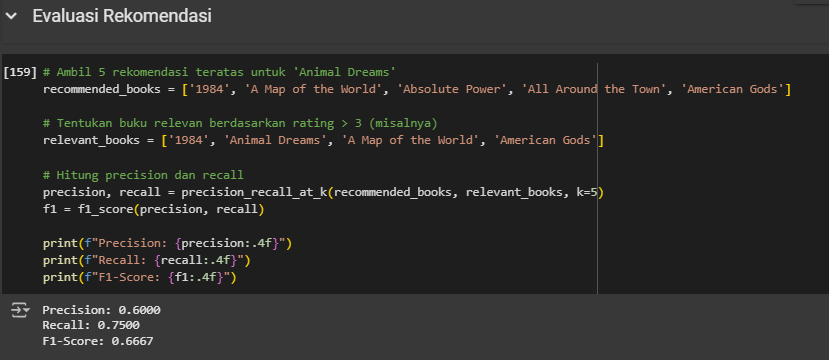 Evaluasi Rekomendasi
[159] # Ambil 5 rekomendasi teratas untuk 'Animal Dreams'
recommended_books = ['1984', 'A Map of the World', 'Absolute Power', 'All Around the Town', 'American Gods']
# Tentukan buku relevan berdasarkan rating > 3 (misalnya)
relevant_books = ['1984', 'Animal Dreams', 'A Map of the World', 'American Gods']
# Hitung precision dan recall
precision, recall = precision_recall_at_k(recommended_books, relevant_books, k=5)
f1 = f1_score(precision, recall)
print(f"Precision: {precision:.4f}")
print(f"Recall: {recall:.4f}")
print(f"F1-Score: {f1:.4f}")
Precision: 0.6000
Recall: 0.7500
F1-Score: 0.6667